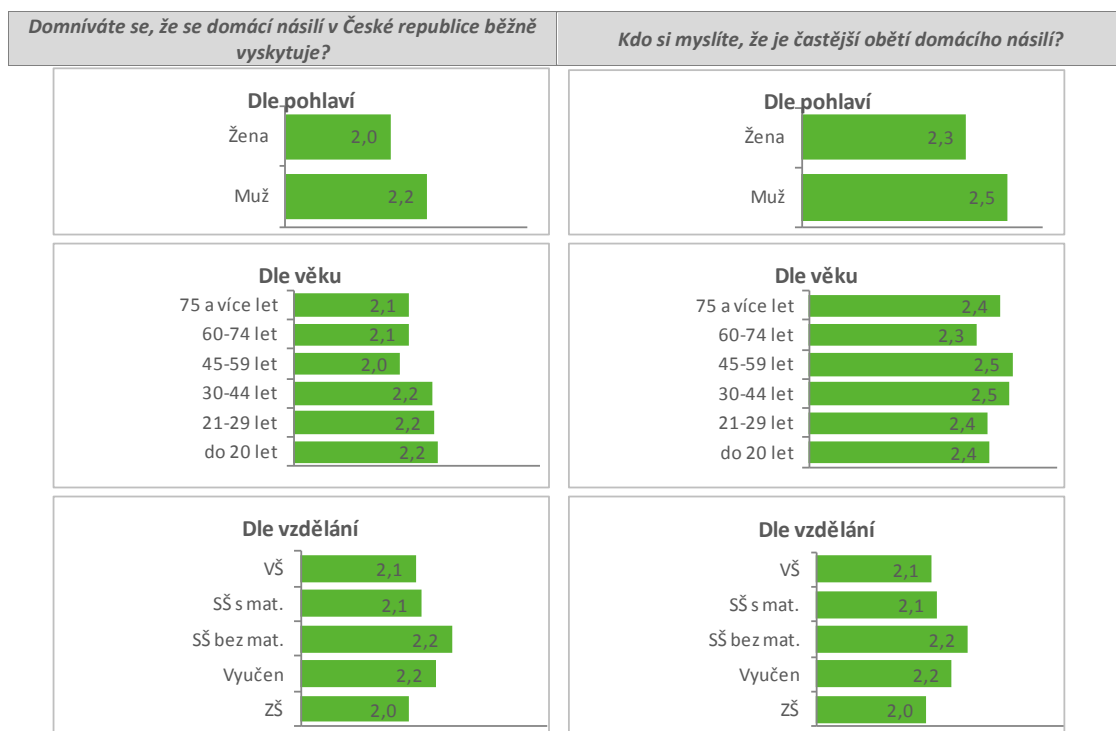 Domníváte se, že se domácí násilí v České republice běžně
vyskytuje?
Kdo si myslíte, že je častější obětí domácího násilí?
Dle pohlaví
Žena 2,0
Muž 2,2
Dle pohlaví
Žena 2,3
Muž 2,5
Dle věku
75 a více let 2,1
60-74 let 2,1
45-59 let 2,0
30-44 let 2,2
21-29 let 2,2
do 20 let 2,2
Dle věku
75 a více let 2,4
60-74 let 2,3
45-59 let 2,5
30-44 let 2,5
21-29 let 2,4
do 20 let 2,4
Dle vzdělání
VŠ 2,1
SŠ s mat. 2,1
SŠ bez mat. 2,2
Vyučen 2,2
ZŠ 2,0
Dle vzdělání
VŠ 2,1
SŠ s mat. 2,1
SŠ bez mat. 2,2
Vyučen 2,2
ZŠ 2,0